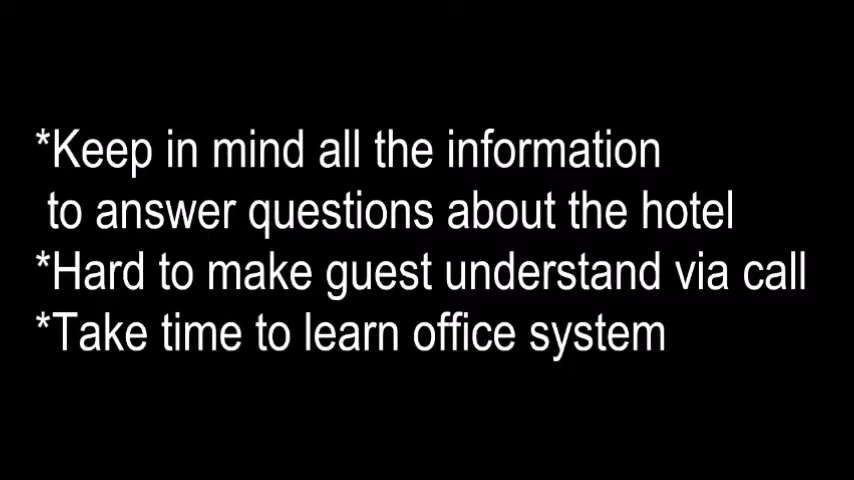 *Keep in mind all the information
to answer questions about the hotel
*Hard to make guest understand via call
*Take time to learn office system